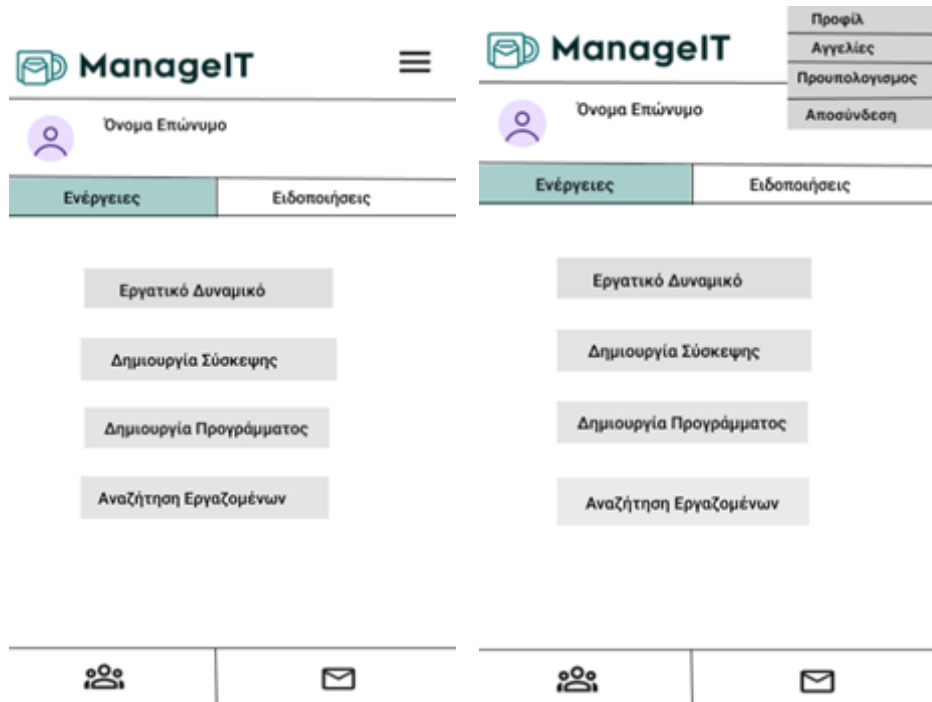 ManageIT
Όνομα Επώνυμο
Ενέργειες
Ειδοποιήσεις
Εργατικό Δυναμικό
Δημιουργία Σύσκεψης
Δημιουργία Προγράμματος
Αναζήτηση Εργαζομένων
Προφίλ
ManageIT
Αγγελίες
Προυπολογισμος
Όνομα Επώνυμο
Αποσύνδεση
Ενέργειες
Ειδοποιήσεις
Εργατικό Δυναμικό
Δημιουργία Σύσκεψης
Δημιουργία Προγράμματος
Αναζήτηση Εργαζομένων